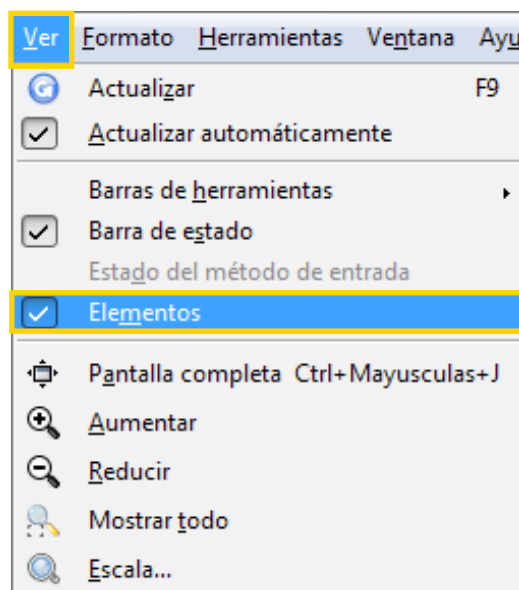 Ver Formato Herramientas Ventana Ayu
Actualizar F9
Actualizar automáticamente
Barras de herramientas
Barra de estado
Estado del método de entrada
Elementos
Pantalla completa Ctrl+Mayusculas+J
Aumentar
Reducir
Mostrar todo
Escala...